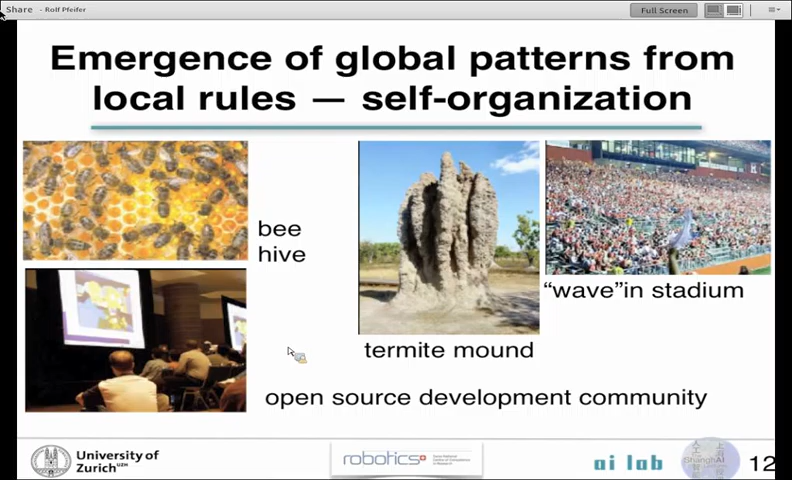 Share - Rolf Pfeifer
Full Screen
Emergence of global patterns from
local rules — self-organization
bee
hive
"wave"in stadium
termite mound
open source development community
University of
Zurich UZH
robotics+
ai lab
ShanghAI
12